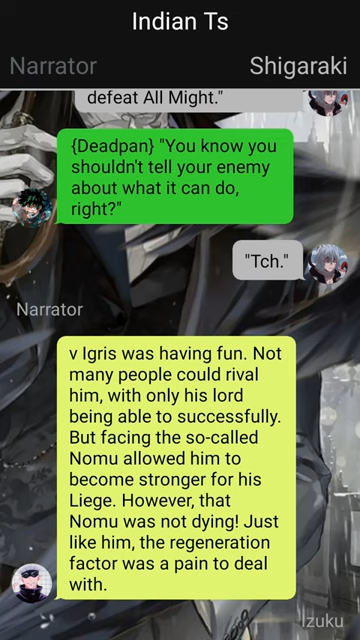 Indian Ts
Narrator
Shigaraki
defeat All Might."
{Deadpan} "You know you
shouldn't tell your enemy
about what it can do,
right?"
"Tch."
Narrator
v Igris was having fun. Not
many people could rival
him, with only his lord
being able to successfully.
But facing the so-called
Nomu allowed him to
become stronger for his
Liege. However, that
Nomu was not dying! Just
like him, the regeneration
factor was a pain to deal
with.
Izuku